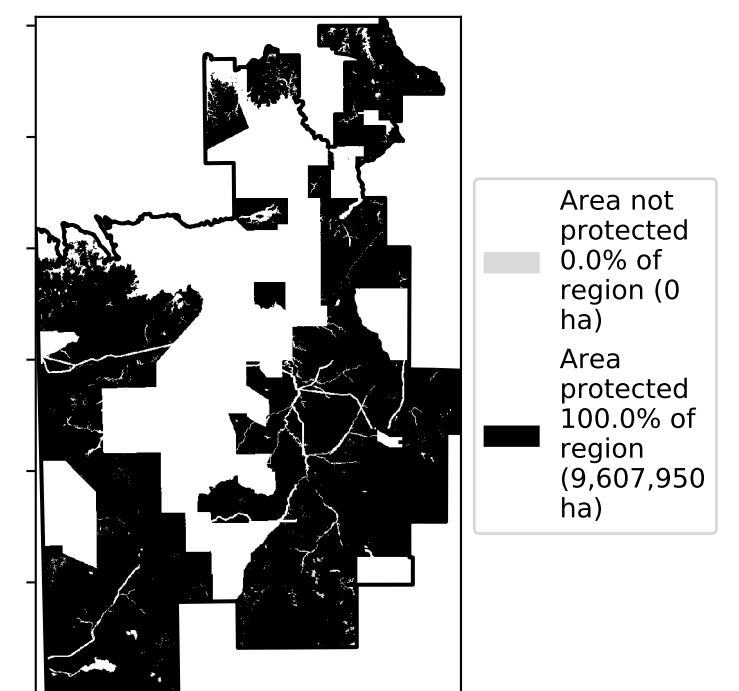 Area not
protected
0.0% of
region (0
ha)
Area
protected
100.0% of
region
(9,607,950
ha)